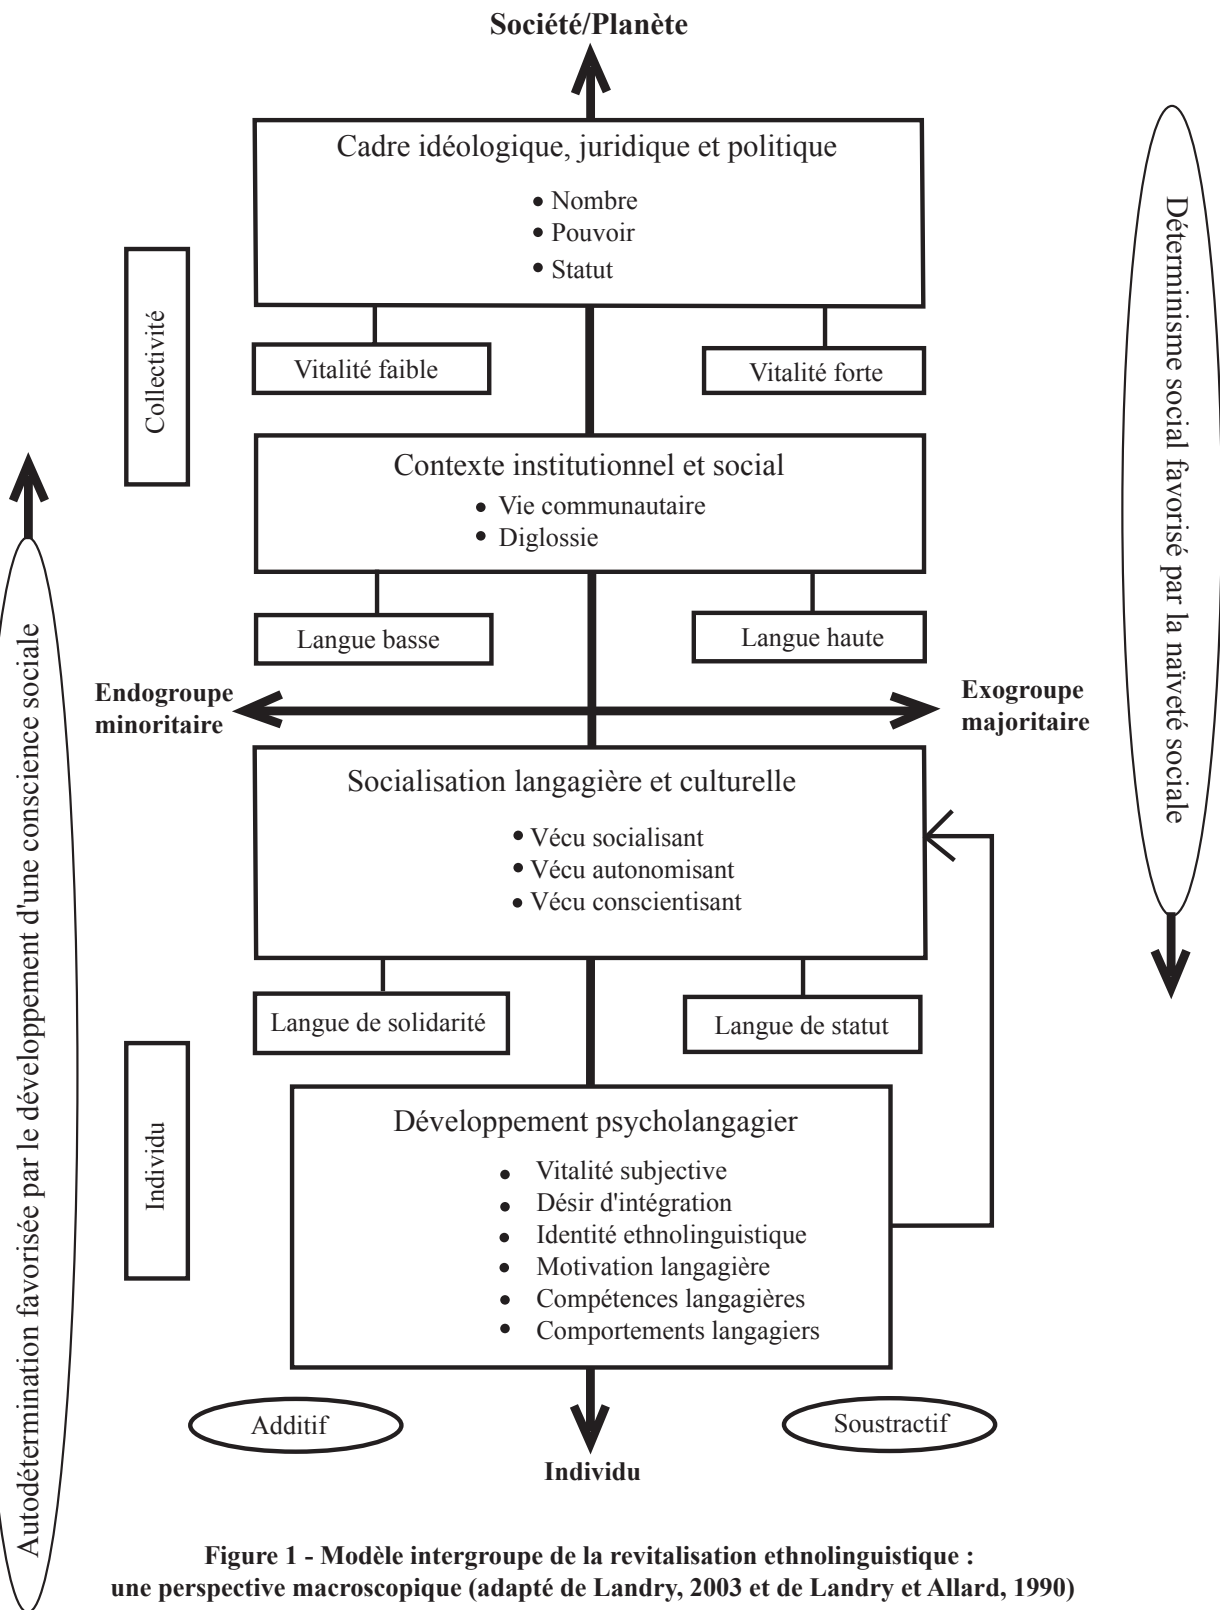 Société/Planète
Cadre idéologique, juridique et politique
• Nombre
• Pouvoir
• Statut
Collectivité
Vitalité faible
Vitalité forte
Déterminisme social favorisé par la naïveté sociale
Contexte institutionnel et social
• Vie communautaire
• Diglossie
Langue basse
Langue haute
Endogroupe
minoritaire
Exogroupe
majoritaire
Autodétermination favorisée par le développement d'une conscience sociale
Socialisation langagière et culturelle
• Vécu socialisant
• Vécu autonomisant
• Vécu conscientisant
Langue de solidarité
Langue de statut
Individu
Développement psycholangagier
• Vitalité subjective
• Désir d'intégration
• Identité ethnolinguistique
• Motivation langagière
• Compétences langagières
• Comportements langagiers
Additif
Soustractif
Individu
Figure 1 - Modèle intergroupe de la revitalisation ethnolinguistique :
une perspective macroscopique (adapté de Landry, 2003 et de Landry et Allard, 1990)